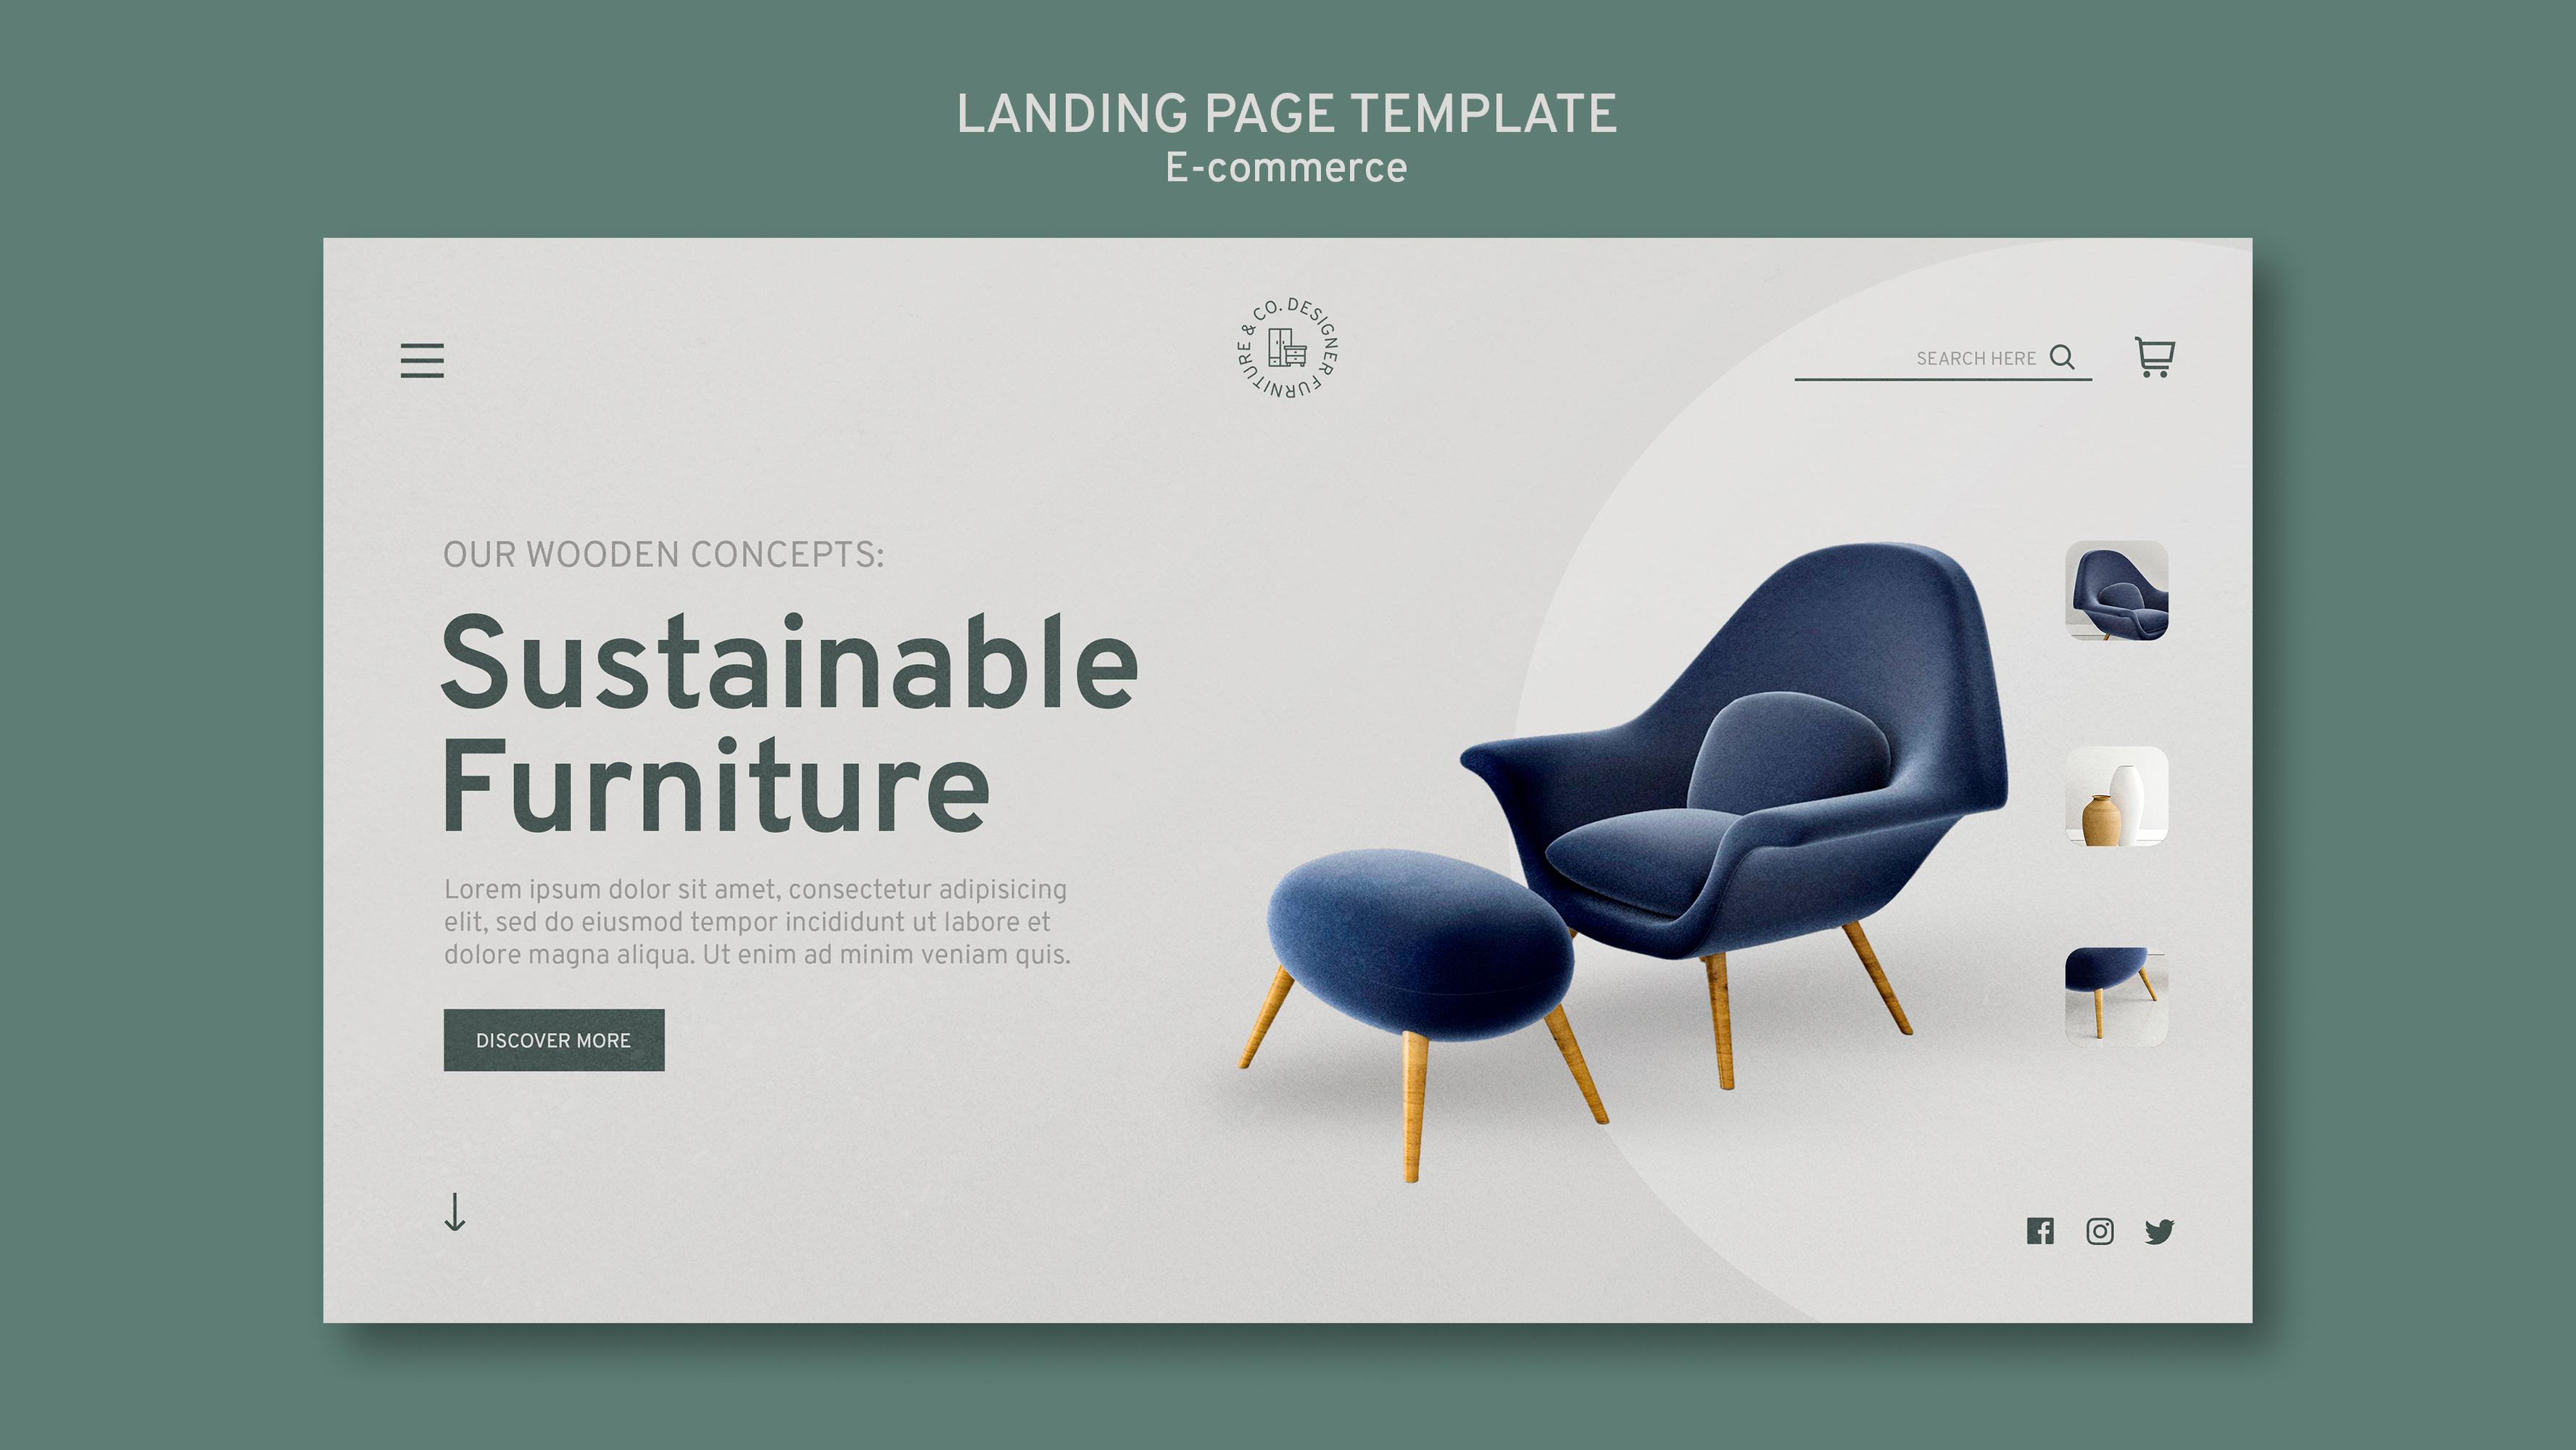 LANDING PAGE TEMPLATE
E-commerce
DESIGNER FURNITURE & CO.
SEARCH HERE
OUR WOODEN CONCEPTS:
Sustainable
Furniture
Lorem ipsum dolor sit amet, consectetur adipisicing
elit, sed do eiusmod tempor incididunt ut labore et
dolore magna aliqua. Ut enim ad minim veniam quis.
DISCOVER MORE